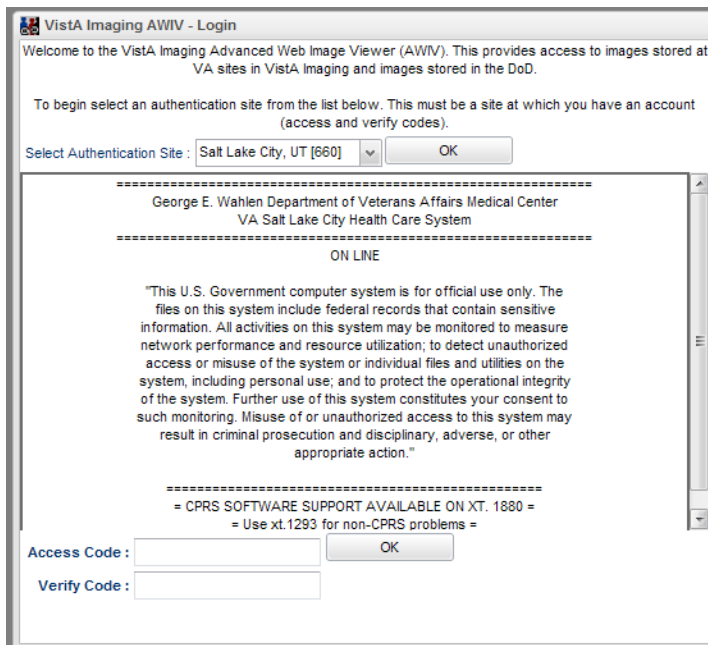 VistA Imaging AWIV - Login
Welcome to the VistA Imaging Advanced Web Image Viewer (AWIV). This provides access to images stored at
VA sites in VistA Imaging and images stored in the DoD.
To begin select an authentication site from the list below. This must be a site at which you have an account
(access and verify codes).
Select Authentication Site : Salt Lake City, UT [660] OK
==============================================================
George E. Wahlen Department of Veterans Affairs Medical Center
VA Salt Lake City Health Care System
==============================================================
ON LINE
"This U.S. Government computer system is for official use only. The
files on this system include federal records that contain sensitive
information. All activities on this system may be monitored to measure
network performance and resource utilization; to detect unauthorized
access or misuse of the system or individual files and utilities on the
system, including personal use; and to protect the operational integrity
of the system. Further use of this system constitutes your consent to
such monitoring. Misuse of or unauthorized access to this system may
result in criminal prosecution and disciplinary, adverse, or other
appropriate action."
=================================================
= CPRS SOFTWARE SUPPORT AVAILABLE ON XT. 1880 =
= Use xt.1293 for non-CPRS problems =
Access Code : OK
Verify Code :